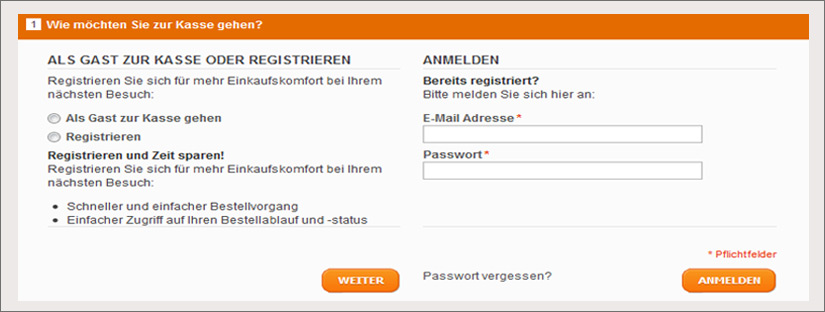 1 Wie möchten Sie zur Kasse gehen?
ALS GAST ZUR KASSE ODER REGISTRIEREN
Registrieren Sie sich für mehr Einkaufskomfort bei Ihrem
nächsten Besuch:
Als Gast zur Kasse gehen
Registrieren
Registrieren und Zeit sparen!
Registrieren Sie sich für mehr Einkaufskomfort bei Ihrem
nächsten Besuch:
• Schneller und einfacher Bestellvorgang
• Einfacher Zugriff auf Ihren Bestellablauf und -status
WEITER
ANMELDEN
Bereits registriert?
Bitte melden Sie sich hier an:
E-Mail Adresse *
Passwort *
* Pflichtfelder
Passwort vergessen?
ANMELDEN